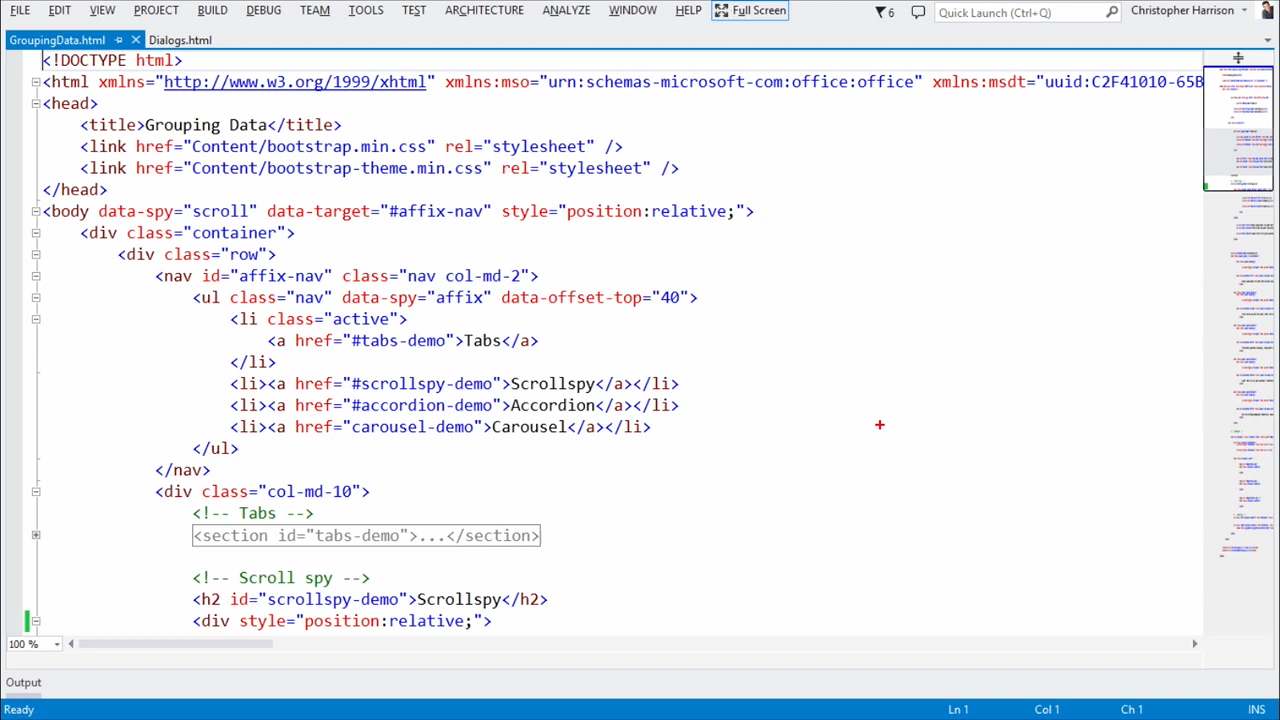 FILE EDIT VIEW PROJECT BUILD DEBUG TEAM TOOLS TEST ARCHITECTURE ANALYZE WINDOW HELP Full Screen 6 Quick Launch (Ctrl+Q) Christopher Harrison
GroupingData.html Dialogs.html
<!DOCTYPE html>
<html xmlns="http://www.w3.org/1999/xhtml" xmlns:mso="urn:schemas-microsoft-com:office:office" xmlns:msdt="uuid:C2F41010-65B
<head>
<title>Grouping Data</title>
<link href="Content/bootstrap.min.css" rel="stylesheet" />
<link href="Content/bootstrap-theme.min.css" rel="stylesheet" />
</head>
<body data-spy="scroll" data-target="#affix-nav" style="position:relative;">
<div class="container">
<div class="row">
<nav id="affix-nav" class="nav col-md-2">
<ul class="nav" data-spy="affix" data-offset-top="40">
<li class="active">
<a href="#tabs-demo">Tabs</a>
</li>
<li><a href="#scrollspy-demo">Scrollspy</a></li>
<li><a href="#accordion-demo">Accordion</a></li>
<li><a href="carousel-demo">Carousel</a></li>
</ul>
</nav>
<div class="col-md-10">
<!-- Tabs -->
<section id="tabs-demo">...</section>
<!-- Scroll spy -->
<h2 id="scrollspy-demo">Scrollspy</h2>
<div style="position:relative;">
100 %
Output
Ready Ln 1 Col 1 Ch 1 INS